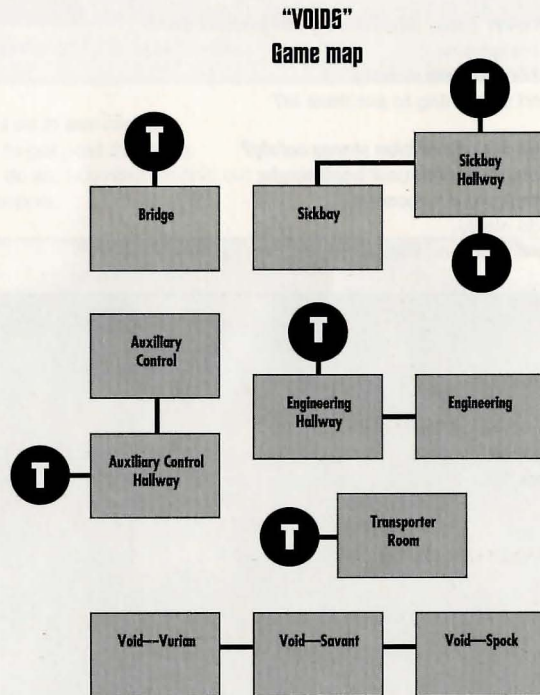 "VOIDS"
Game map
T
T
Bridge
Sickbay
Sickbay
Hallway
T
Auxiliary
Control
T
Engineering
Hallway
Engineering
T
Auxiliary Control
Hallway
T
Transporter
Room
Void—Vurian
Void—Savant
Void—Spock